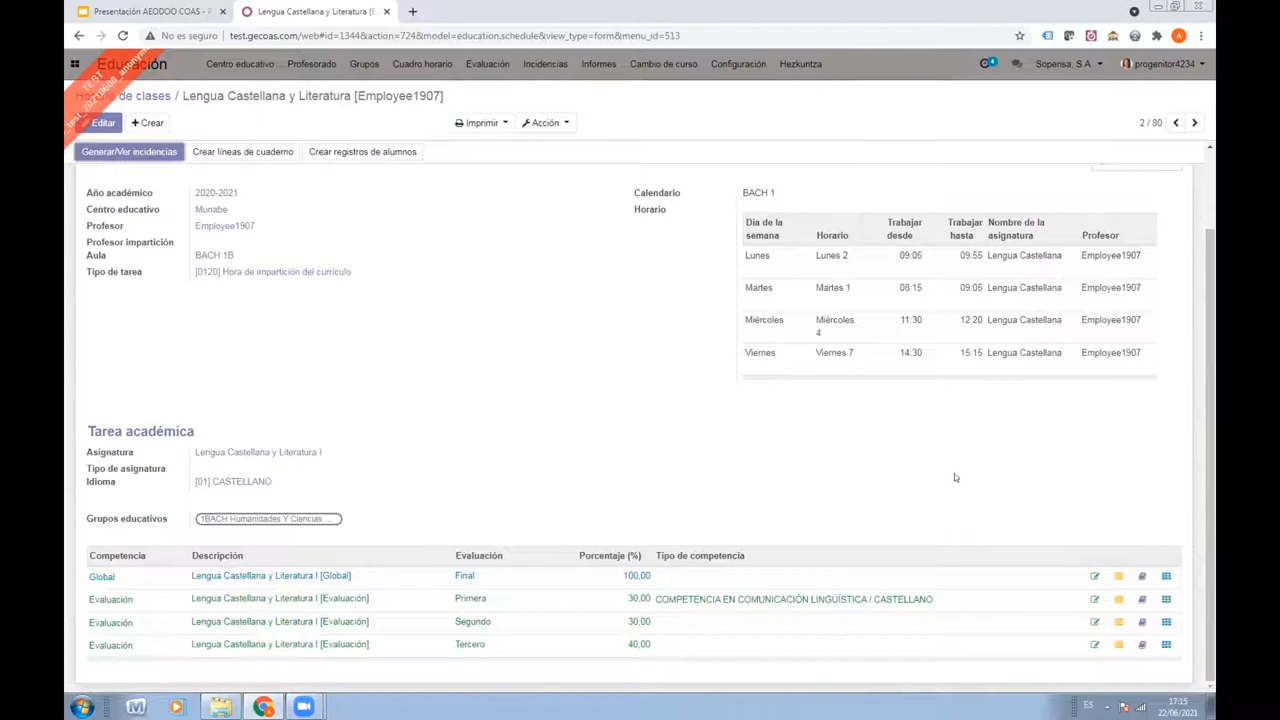 Presentación AEODOO COAS -
Lengua Castellana y Literatura [E
No es seguro
test.gecoas.com/web#id=1344&action=724&model=education.schedule&view_type=form&menu_id=513
Educación
Centro educativo
Profesorado
Grupos
Cuadro horario
Evaluación
Incidencias
Informes
Cambio de curso
Configuración
Hezkuntza
4
Sopensa, S.A
progenitor4234
TEST
Horario de clases / Lengua Castellana y Literatura [Employee1907]
Editar
Crear
Imprimir
Acción
2 / 80
Generar/Ver incidencias
Crear líneas de cuaderno
Crear registros de alumnos
Año académico 2020-2021
Centro educativo Munabe
Profesor Employee1907
Profesor impartición
Aula BACH 1B
Tipo de tarea [0120] Hora de impartición del currículo
Calendario BACH 1
Horario
Día de la semana Horario Trabajar desde Trabajar hasta Nombre de la asignatura Profesor
Lunes Lunes 2 09:05 09:55 Lengua Castellana Employee1907
Martes Martes 1 08:15 09:05 Lengua Castellana Employee1907
Miércoles Miércoles 4 11:30 12:20 Lengua Castellana Employee1907
Viernes Viernes 7 14:30 15:15 Lengua Castellana Employee1907
Tarea académica
Asignatura Lengua Castellana y Literatura I
Tipo de asignatura
Idioma [01] CASTELLANO
Grupos educativos 1BACH Humanidades Y Ciencias ...
Competencia Descripción Evaluación Porcentaje (%) Tipo de competencia
Global Lengua Castellana y Literatura I [Global] Final 100,00
Evaluación Lengua Castellana y Literatura I [Evaluación] Primera 30,00 COMPETENCIA EN COMUNICACIÓN LINGÜÍSTICA / CASTELLANO
Evaluación Lengua Castellana y Literatura I [Evaluación] Segundo 30,00
Evaluación Lengua Castellana y Literatura I [Evaluación] Tercero 40,00
ES
17:15
22/06/2021